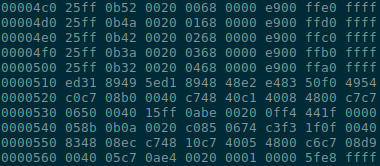 00004c0 25ff 0b52 0020 0068 0000 e900 ffe0 ffff
00004d0 25ff 0b4a 0020 0168 0000 e900 ffd0 ffff
00004e0 25ff 0b42 0020 0268 0000 e900 ffc0 ffff
00004f0 25ff 0b3a 0020 0368 0000 e900 ffb0 ffff
0000500 25ff 0b32 0020 0468 0000 e900 ffa0 ffff
0000510 ed31 8949 5ed1 8948 48e2 e483 50f0 4954
0000520 c0c7 08b0 0040 c748 40c1 4008 4800 c7c7
0000530 0650 0040 15ff 0abe 0020 0ff4 441f 0000
0000540 058b 0b0a 0020 c085 0674 c3f3 1f0f 0040
0000550 8348 08ec c748 10c7 4005 4800 c6c7 08d9
0000560 0040 05c7 0ae4 0020 0001 0000 5fe8 ffff